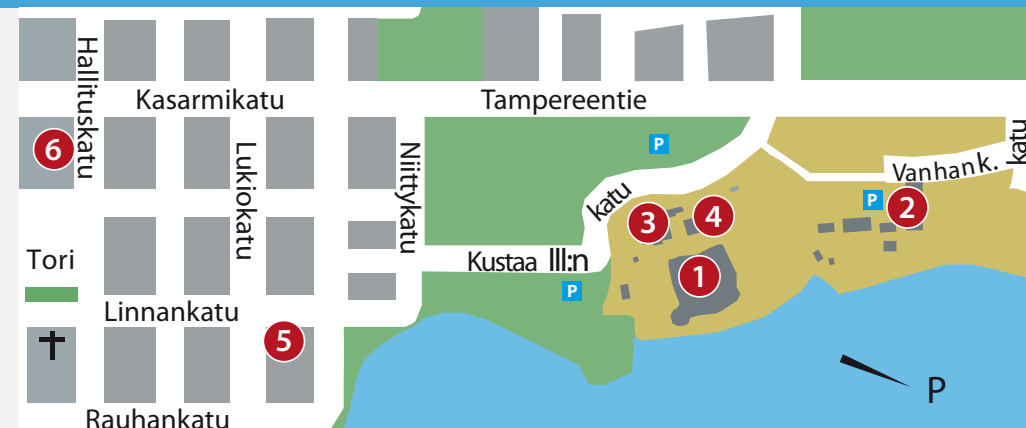 Hallituskatu
Kasarmikatu
Tampereentie
6
Lukiokatu
Niittykatu
P
katu
Vanhank.
katu
P
2
3
4
Tori
Kustaa III:n
P
1
Linnankatu
5
P
Rauhankatu